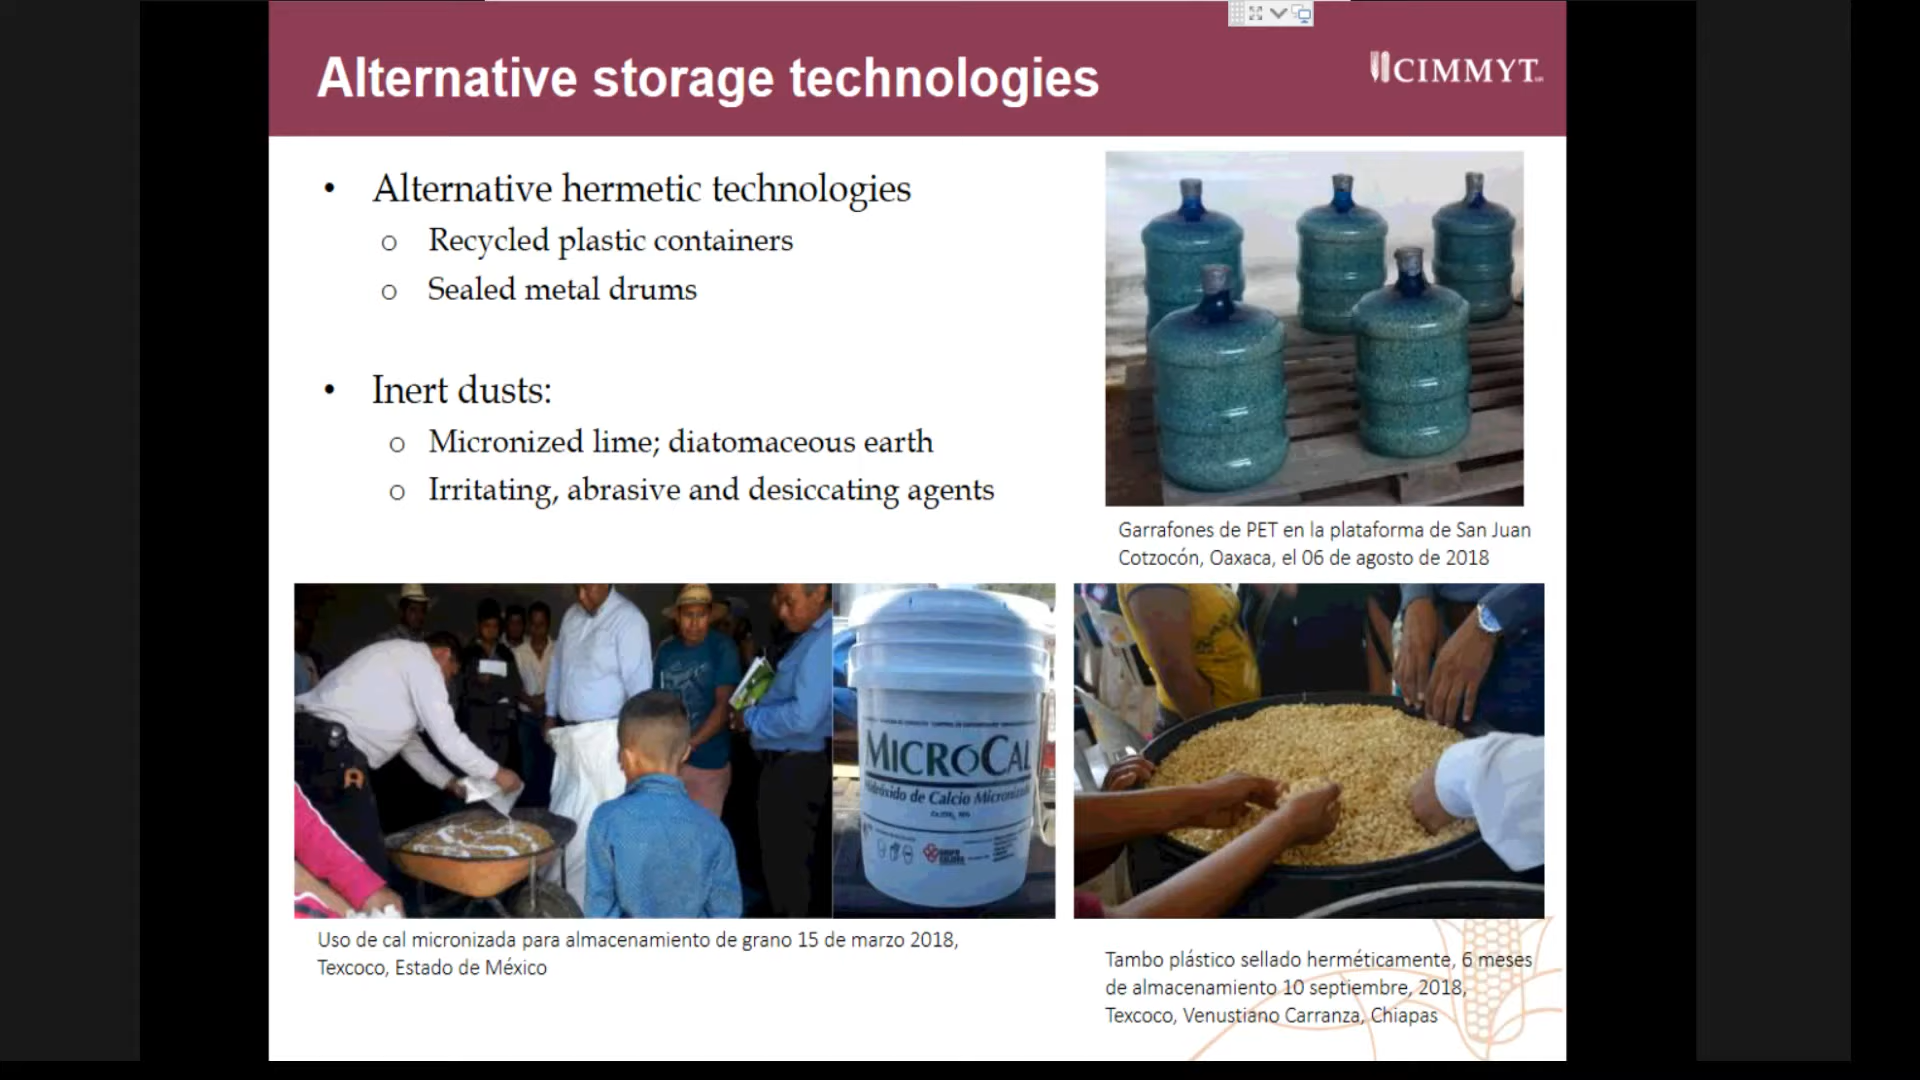 Alternative storage technologies
CIMMYT
• Alternative hermetic technologies
o Recycled plastic containers
o Sealed metal drums
• Inert dusts:
o Micronized lime; diatomaceous earth
o Irritating, abrasive and desiccating agents
Garrafones de PET en la plataforma de San Juan
Cotzocón, Oaxaca, el 06 de agosto de 2018
MICROCAL
Hidróxido de Calcio Microniz
Uso de cal micronizada para almacenamiento de grano 15 de marzo 2018,
Texcoco, Estado de México
Tambo plástico sellado herméticamente, 6 meses
de almacenamiento 10 septiembre, 2018,
Texcoco, Venustiano Carranza, Chiapas